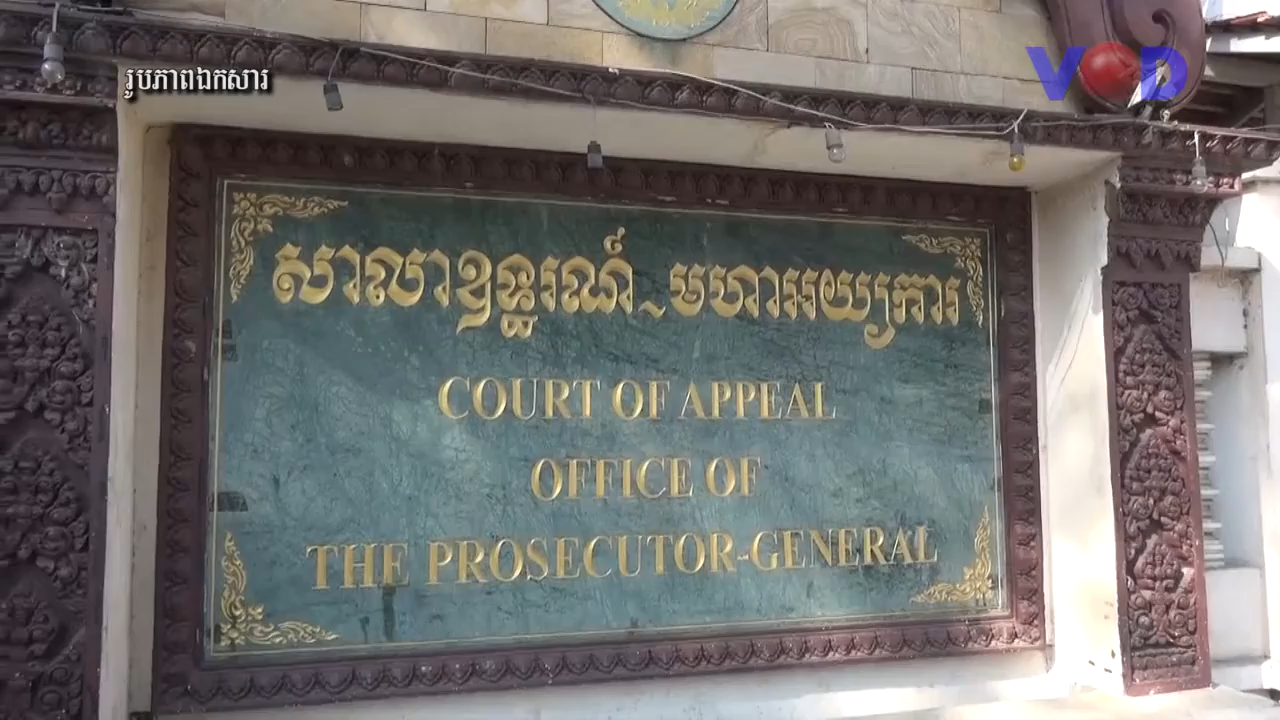 រូបភាពឯកសារ
VOD
សាលាឧទ្ធរណ៍ ~ មហាអយ្យការ
COURT OF APPEAL
OFFICE OF
THE PROSECUTOR-GENERAL